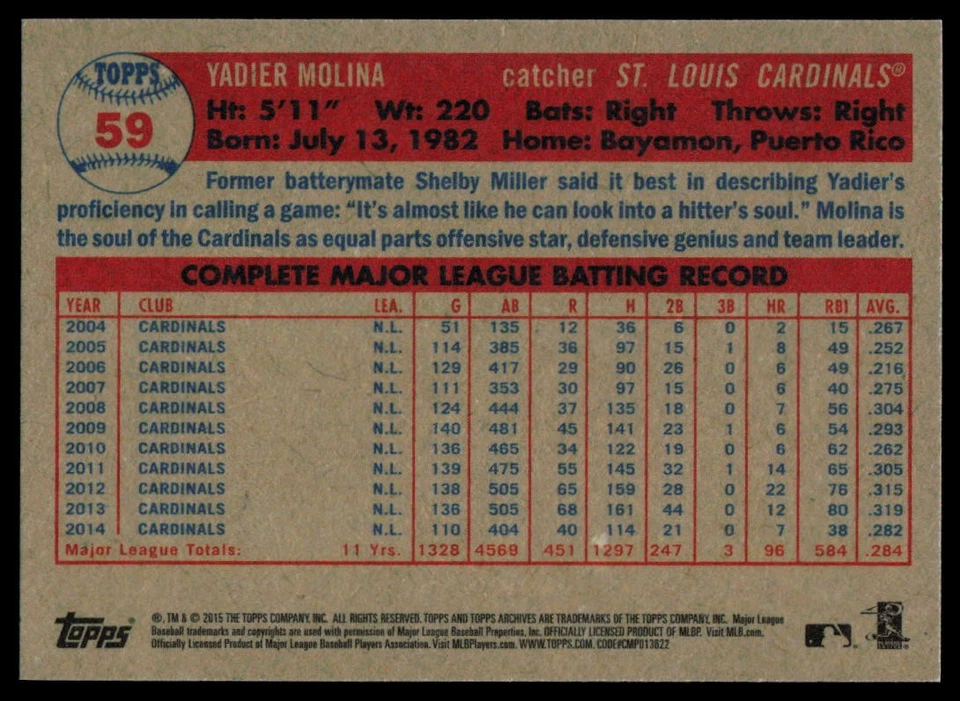 TOPPS
59
YADIER MOLINA catcher ST. LOUIS CARDINALS®
Ht: 5'11" Wt: 220 Bats: Right Throws: Right
Born: July 13, 1982 Home: Bayamon, Puerto Rico
Former batterymate Shelby Miller said it best in describing Yadier's
proficiency in calling a game: "It's almost like he can look into a hitter's soul." Molina is
the soul of the Cardinals as equal parts offensive star, defensive genius and team leader.
COMPLETE MAJOR LEAGUE BATTING RECORD
YEAR CLUB LEA. G AB R H 2B 3B HR RBI AVG.
2004 CARDINALS N.L. 51 135 12 36 6 0 2 15 .267
2005 CARDINALS N.L. 114 385 36 97 15 1 8 49 .252
2006 CARDINALS N.L. 129 417 29 90 26 0 6 49 .216
2007 CARDINALS N.L. 111 353 30 97 15 0 6 40 .275
2008 CARDINALS N.L. 124 444 37 135 18 0 7 56 .304
2009 CARDINALS N.L. 140 481 45 141 23 1 6 54 .293
2010 CARDINALS N.L. 136 465 34 122 19 0 6 62 .262
2011 CARDINALS N.L. 139 475 55 145 32 1 14 65 .305
2012 CARDINALS N.L. 138 505 65 159 28 0 22 76 .315
2013 CARDINALS N.L. 136 505 68 161 44 0 12 80 .319
2014 CARDINALS N.L. 110 404 40 114 21 0 7 38 .282
Major League Totals: 11 Yrs. 1328 4569 451 1297 247 3 96 584 .284
Topps
®, TM & © 2015 THE TOPPS COMPANY, INC. ALL RIGHTS RESERVED. TOPPS AND TOPPS ARCHIVES ARE TRADEMARKS OF THE TOPPS COMPANY, INC. Major League
Baseball trademarks and copyrights are used with permission of Major League Baseball Properties, Inc. OFFICIALLY LICENSED PRODUCT OF MLBP. Visit MLB.com.
Officially Licensed Product of Major League Baseball Players Association. Visit MLBPlayers.com. WWW.TOPPS.COM. CODE#CMP013622